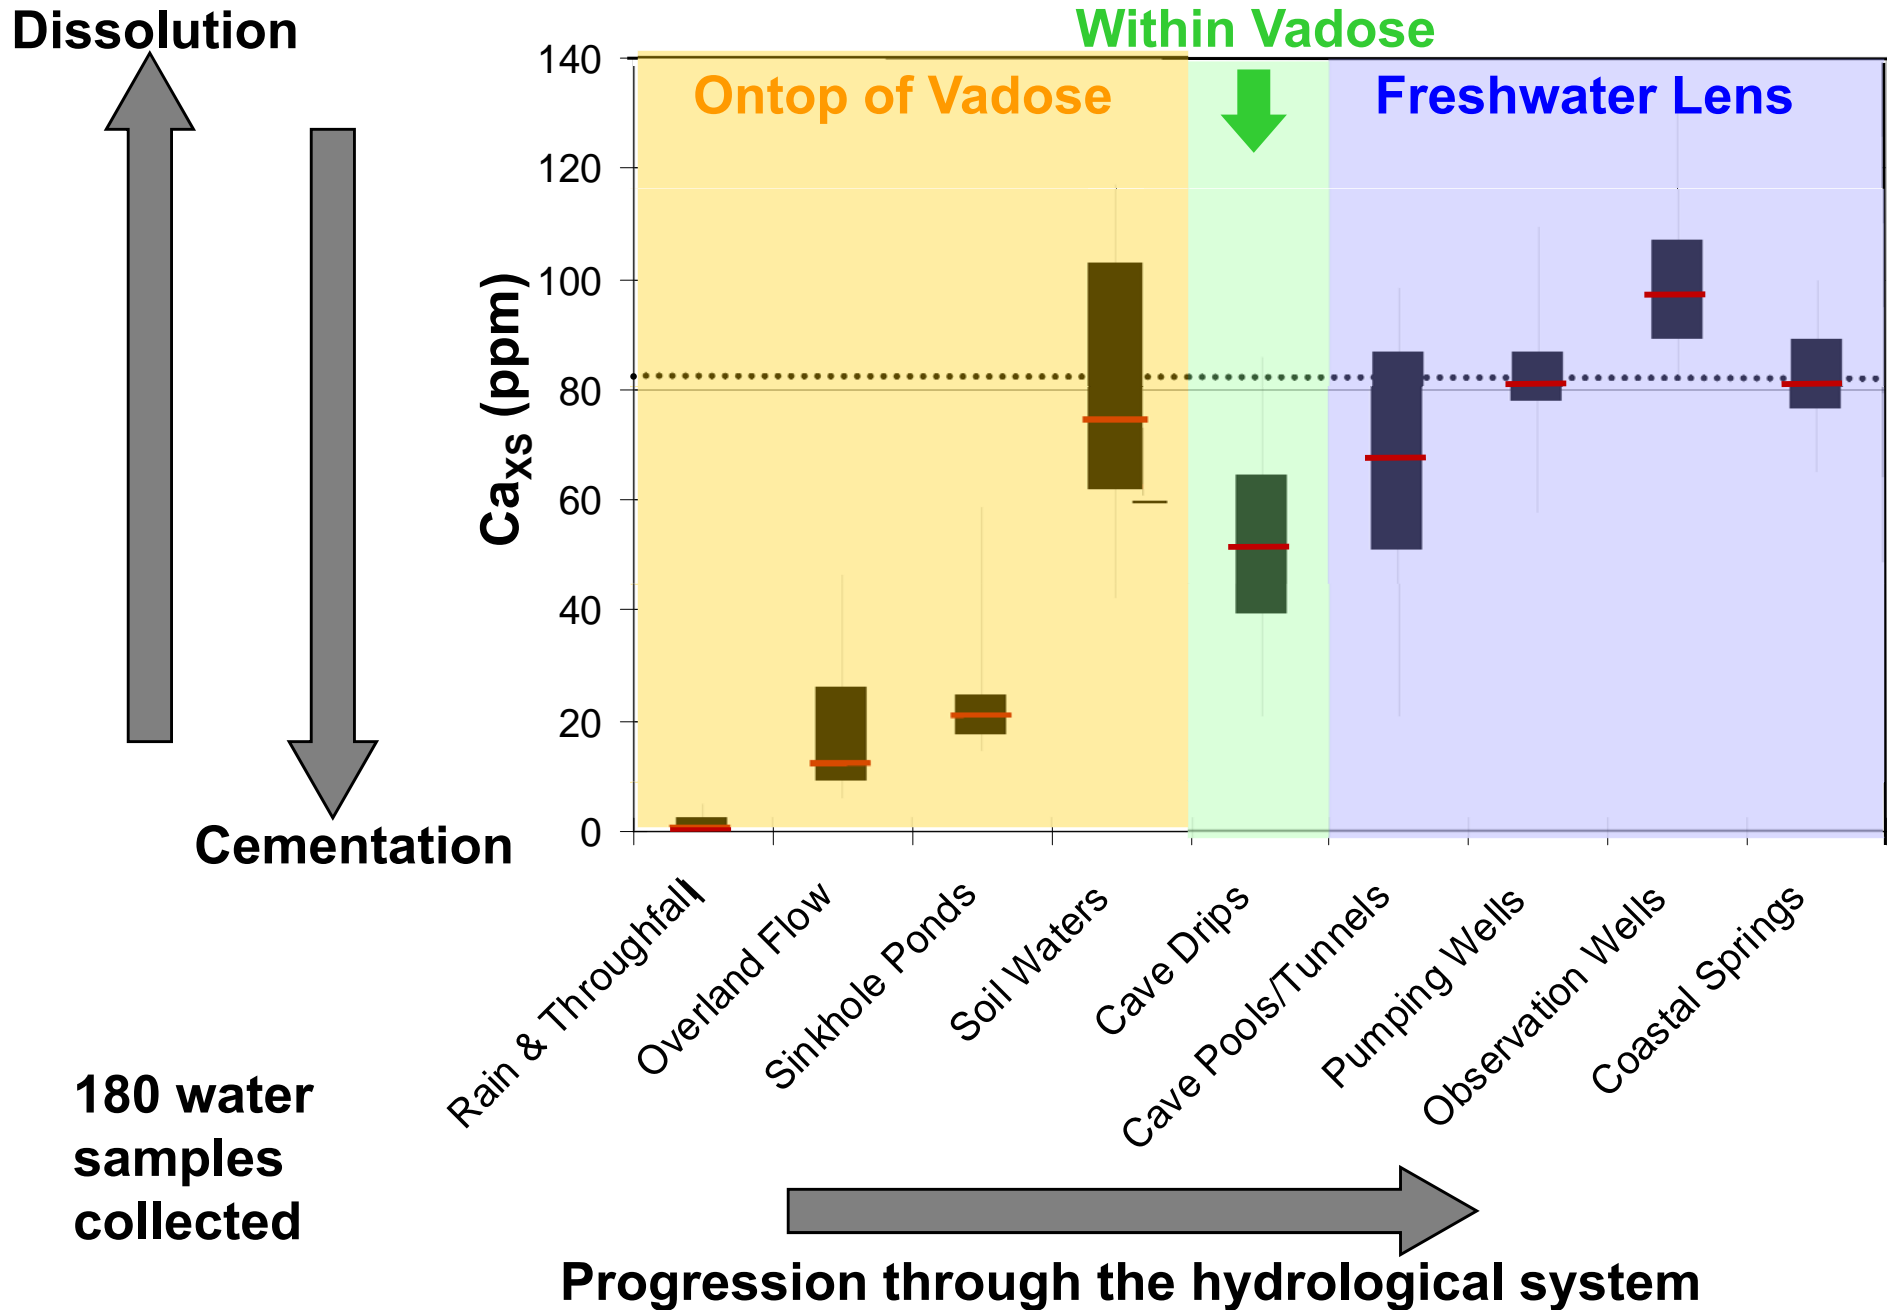 Dissolution
Within Vadose
Ontop of Vadose
Freshwater Lens
140
120
100
80
60
40
20
0
Caxs (ppm)
Cementation
Rain & Throughfall
Overland Flow
Sinkhole Ponds
Soil Waters
Cave Drips
Cave Pools/Tunnels
Pumping Wells
Observation Wells
Coastal Springs
180 water
samples
collected
Progression through the hydrological system